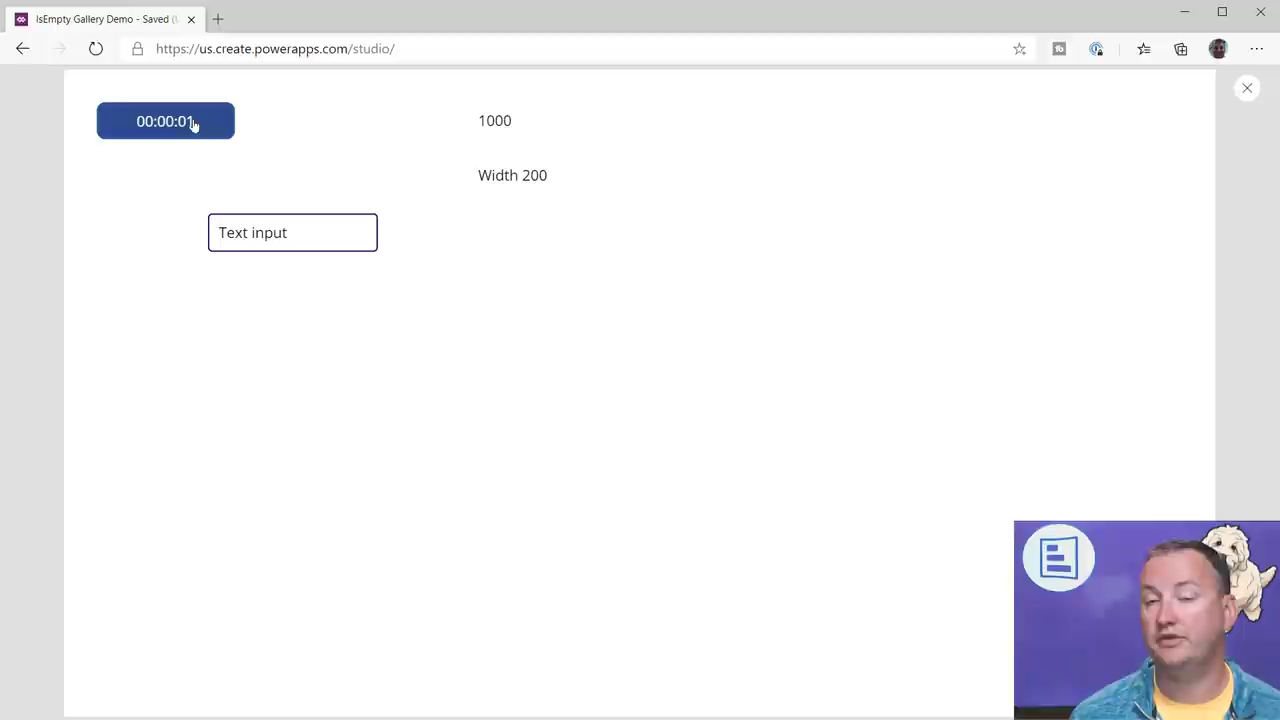 IsEmpty Gallery Demo - Saved (
https://us.create.powerapps.com/studio/
00:00:01
1000
Width 200
Text input